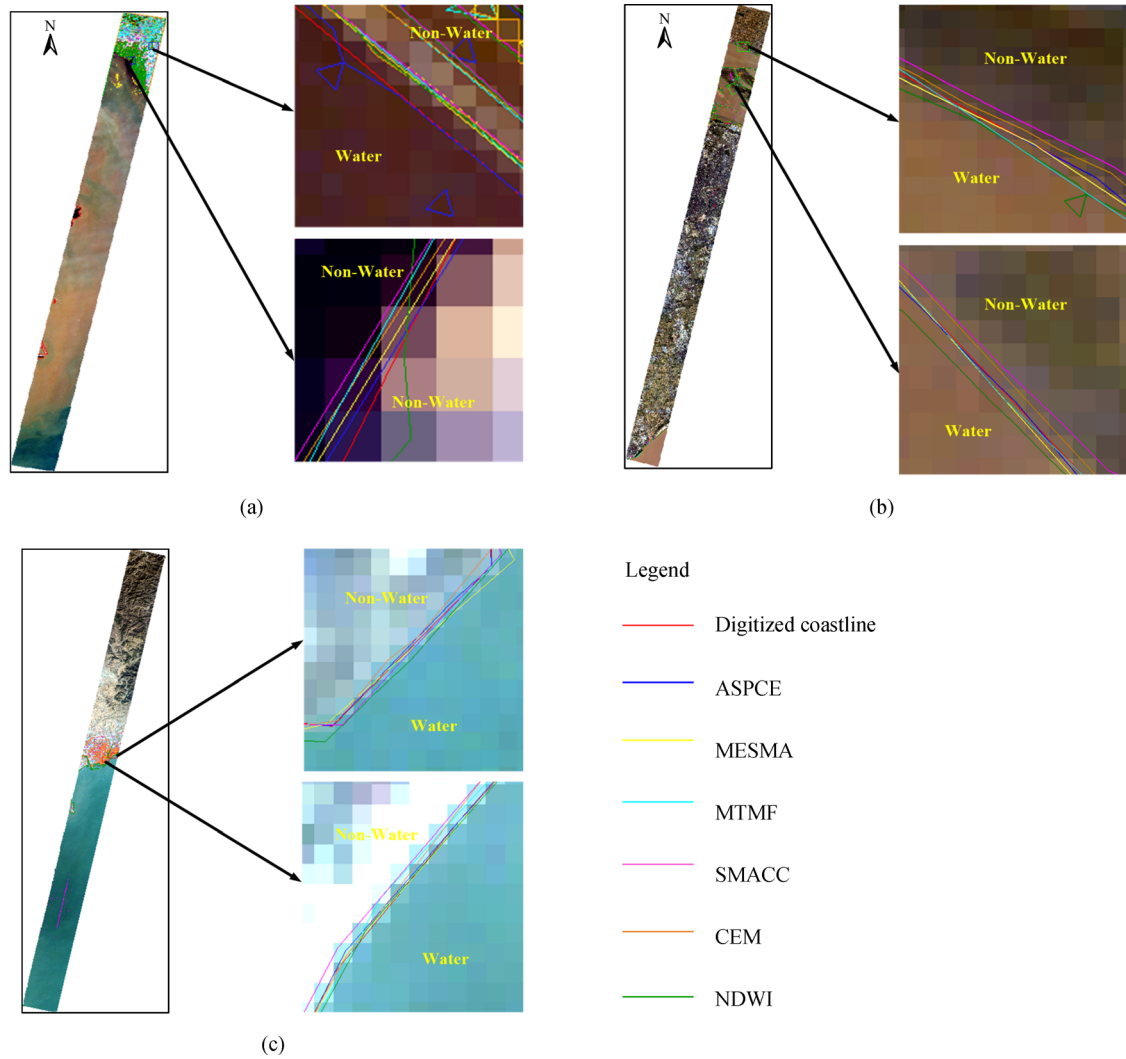 N
Non-Water
Water
Non-Water
Non-Water
(a)
N
Non-Water
Water
Non-Water
Water
(b)
Non-Water
Water
Non-Water
Water
(c)
Legend
Digitized coastline
ASPCE
MESMA
MTMF
SMACC
CEM
NDWI